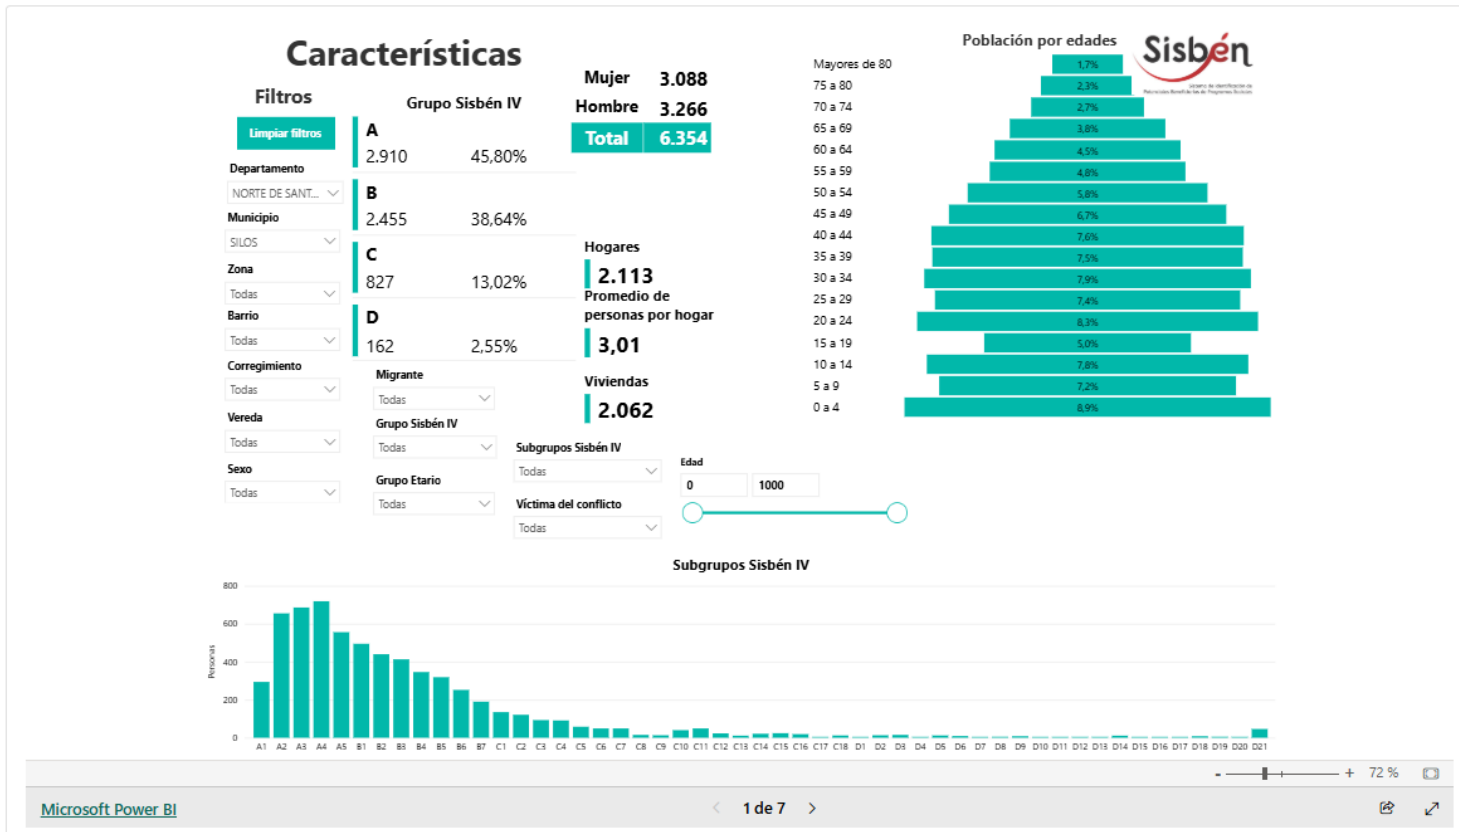 Características
Filtros
Limpiar filtros
Departamento
NORTE DE SANT...
Municipio
SILOS
Zona
Todas
Barrio
Todas
Corregimiento
Todas
Vereda
Todas
Sexo
Todas
Grupo Sisbén IV
A
2.910 45,80%
B
2.455 38,64%
C
827 13,02%
D
162 2,55%
Migrante
Todas
Grupo Sisbén IV
Todas
Grupo Etario
Todas
Mujer 3.088
Hombre 3.266
Total 6.354
Hogares
2.113
Promedio de
personas por hogar
3,01
Viviendas
2.062
Subgrupos Sisbén IV
Todas
Víctima del conflicto
Todas
Edad
0 1000
Población por edades
Sisbén
Sistema de Identificación de
Potenciales Beneficiarios de Programas Sociales
Mayores de 80 1,7%
75 a 80 2,3%
70 a 74 2,7%
65 a 69 3,8%
60 a 64 4,5%
55 a 59 4,8%
50 a 54 5,8%
45 a 49 6,7%
40 a 44 7,6%
35 a 39 7,5%
30 a 34 7,9%
25 a 29 7,4%
20 a 24 8,3%
15 a 19 5,0%
10 a 14 7,8%
5 a 9 7,2%
0 a 4 8,9%
Subgrupos Sisbén IV
Personas
800
600
400
200
0
A1 A2 A3 A4 A5 B1 B2 B3 B4 B5 B6 B7 C1 C2 C3 C4 C5 C6 C7 C8 C9 C10 C11 C12 C13 C14 C15 C16 C17 C18 D1 D2 D3 D4 D5 D6 D7 D8 D9 D10 D11 D12 D13 D14 D15 D16 D17 D18 D19 D20 D21
- + 72 %
Microsoft Power BI
1 de 7